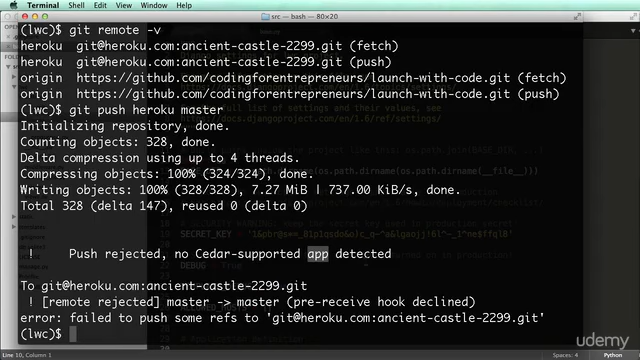 Terminal Shell Edit View Window Help
src — bash — 80×20
(lwc)$ git remote -v
heroku git@heroku.com:ancient-castle-2299.git (fetch)
heroku git@heroku.com:ancient-castle-2299.git (push)
origin https://github.com/codingforentrepreneurs/launch-with-code.git (fetch)
origin https://github.com/codingforentrepreneurs/launch-with-code.git (push)
(lwc)$ git push heroku master
Initializing repository, done.
Counting objects: 328, done.
Delta compression using up to 4 threads.
Compressing objects: 100% (324/324), done.
Writing objects: 100% (328/328), 7.27 MiB | 737.00 KiB/s, done.
Total 328 (delta 147), reused 0 (delta 0)
! Push rejected, no Cedar-supported app detected
To git@heroku.com:ancient-castle-2299.git
! [remote rejected] master -> master (pre-receive hook declined)
error: failed to push some refs to 'git@heroku.com:ancient-castle-2299.git'
(lwc)$
Line 10, Column 1
Spaces: 4
Python
udemy